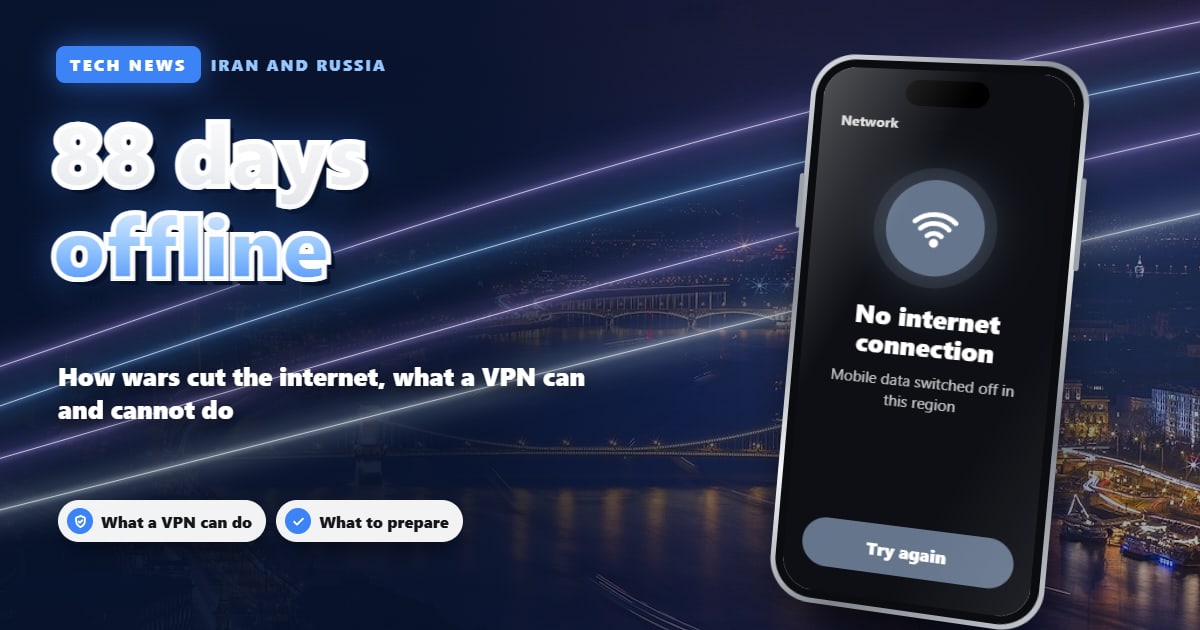 TECH NEWS IRAN AND RUSSIA
88 days
offline
How wars cut the internet, what a VPN can
and cannot do
What a VPN can do
What to prepare
Network
No internet
connection
Mobile data switched off in
this region
Try again